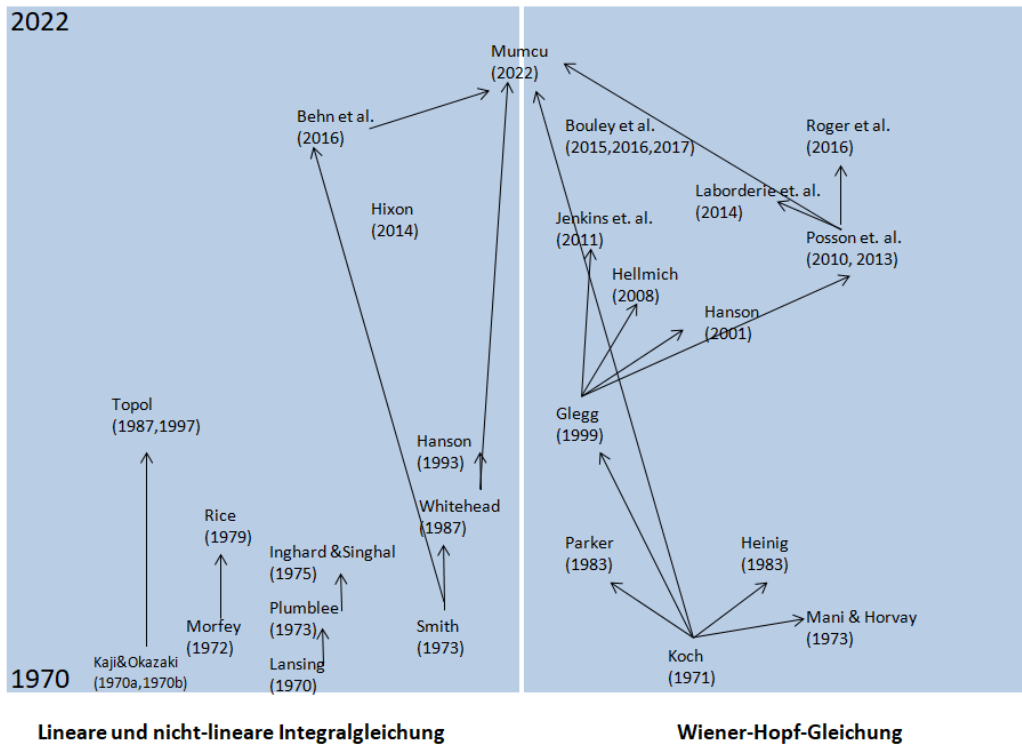 2022
Mumcu
(2022)
Behn et al.
(2016)
Bouley et al.
(2015,2016,2017)
Roger et al.
(2016)
Laborderie et. al.
(2014)
Hixon
(2014)
Jenkins et. al.
(2011)
Posson et. al.
(2010, 2013)
Hellmich
(2008)
Hanson
(2001)
Topol
(1987,1997)
Glegg
(1999)
Hanson
(1993)
Whitehead
(1987)
Rice
(1979)
Inghard &Singhal
(1975)
Parker
(1983)
Heinig
(1983)
Plumblee
(1973)
Morfey
(1972)
Smith
(1973)
Mani & Horvay
(1973)
Kaji&Okazaki
(1970a,1970b)
Lansing
(1970)
Koch
(1971)
1970
Lineare und nicht-lineare Integralgleichung
Wiener-Hopf-Gleichung